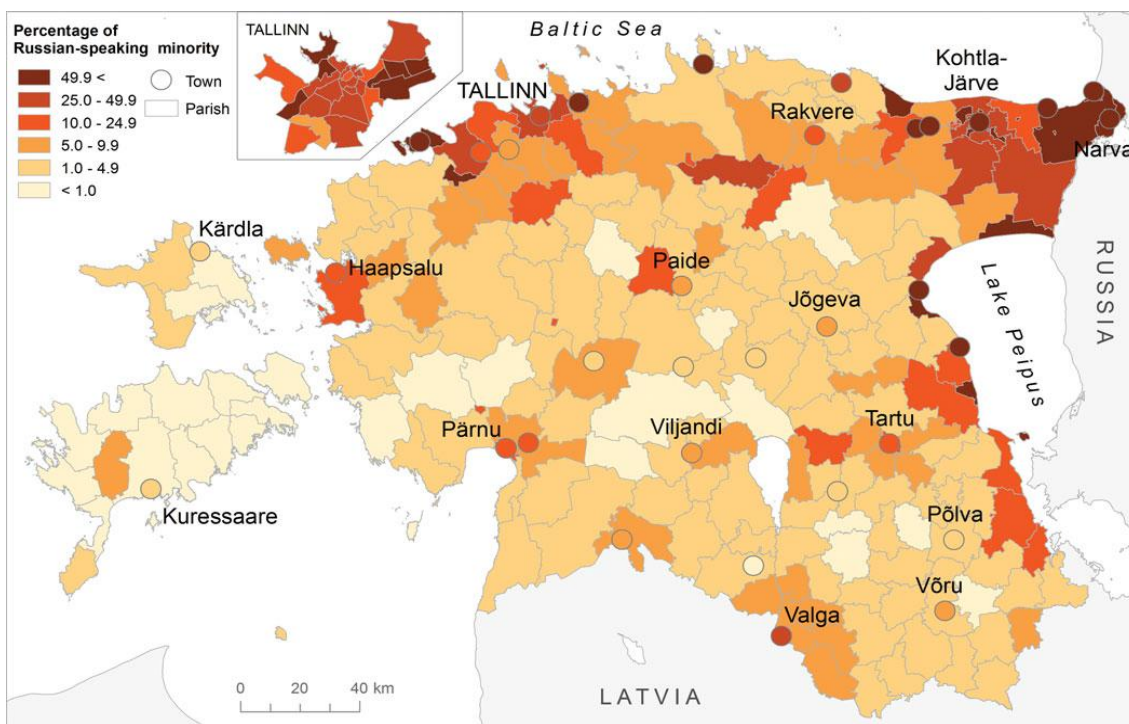 Percentage of
Russian-speaking minority
49.9 <
25.0 - 49.9
10.0 - 24.9
5.0 - 9.9
1.0 - 4.9
< 1.0
Town
Parish
TALLINN
Baltic Sea
TALLINN
Kohtla-
Järve
Rakvere
Narva
Kärdla
Haapsalu
Paide
Jõgeva
Lake Peipus
RUSSIA
Pärnu
Viljandi
Tartu
Kuressaare
Põlva
Võru
Valga
0 20 40 km
LATVIA